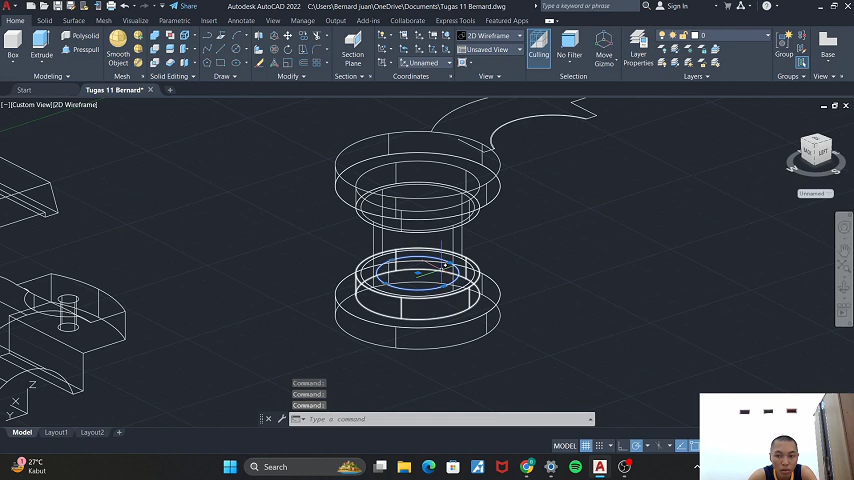 Autodesk AutoCAD 2022 C:\Users\Bernard juan\OneDrive\Documents\Tugas 11 Bernard.dwg
Type a keyword or phrase
Sign In
Home Solid Surface Mesh Visualize Parametric Insert Annotate View Manage Output Add-ins Collaborate Express Tools Featured Apps
Box Extrude Polysolid Presspull Smooth Object Section Plane
Unnamed
2D Wireframe
Unsaved View
Culling No Filter Move Gizmo Layer Properties
0
Group Base
Modeling Mesh Solid Editing Draw Modify Section Coordinates View Selection Layers Groups View
Start Tugas 11 Bernard*
[−][Custom View][2D Wireframe]
BACK LEFT
Unnamed
Z
X
Y
Command:
Command:
Command:
Type a command
Model Layout1 Layout2 +
MODEL
27°C
Kabut
Search